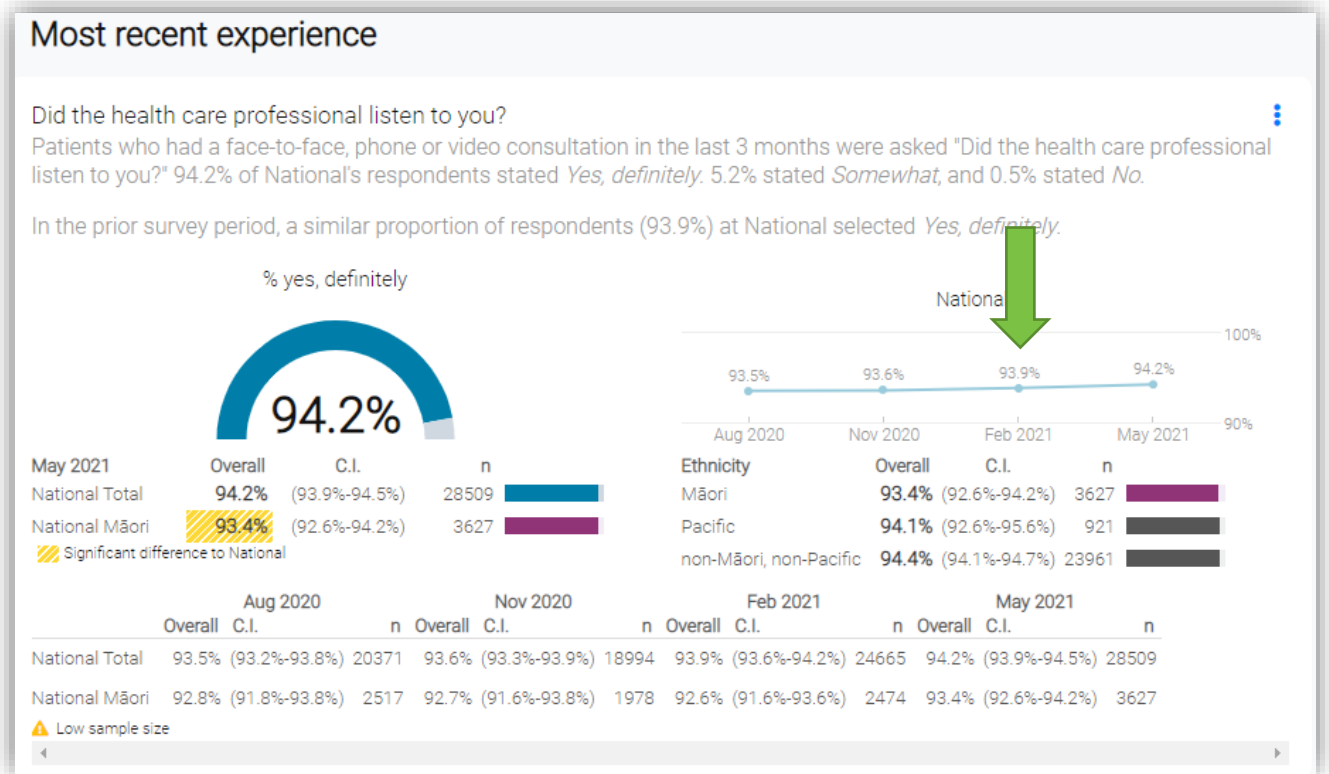 Most recent experience
Did the health care professional listen to you?
Patients who had a face-to-face, phone or video consultation in the last 3 months were asked "Did the health care professional
listen to you?" 94.2% of National's respondents stated Yes, definitely. 5.2% stated Somewhat, and 0.5% stated No.
In the prior survey period, a similar proportion of respondents (93.9%) at National selected Yes, definitely.
% yes, definitely
94.2%
Nationa
100%
93.5% 93.6% 93.9% 94.2%
90%
Aug 2020 Nov 2020 Feb 2021 May 2021
May 2021 Overall C.I. n
National Total 94.2% (93.9%-94.5%) 28509
National Māori 93.4% (92.6%-94.2%) 3627
Significant difference to National
Ethnicity Overall C.I. n
Māori 93.4% (92.6%-94.2%) 3627
Pacific 94.1% (92.6%-95.6%) 921
non-Māori, non-Pacific 94.4% (94.1%-94.7%) 23961
Aug 2020 Nov 2020 Feb 2021 May 2021
Overall C.I. n Overall C.I. n Overall C.I. n Overall C.I. n
National Total 93.5% (93.2%-93.8%) 20371 93.6% (93.3%-93.9%) 18994 93.9% (93.6%-94.2%) 24665 94.2% (93.9%-94.5%) 28509
National Māori 92.8% (91.8%-93.8%) 2517 92.7% (91.6%-93.8%) 1978 92.6% (91.6%-93.6%) 2474 93.4% (92.6%-94.2%) 3627
Low sample size